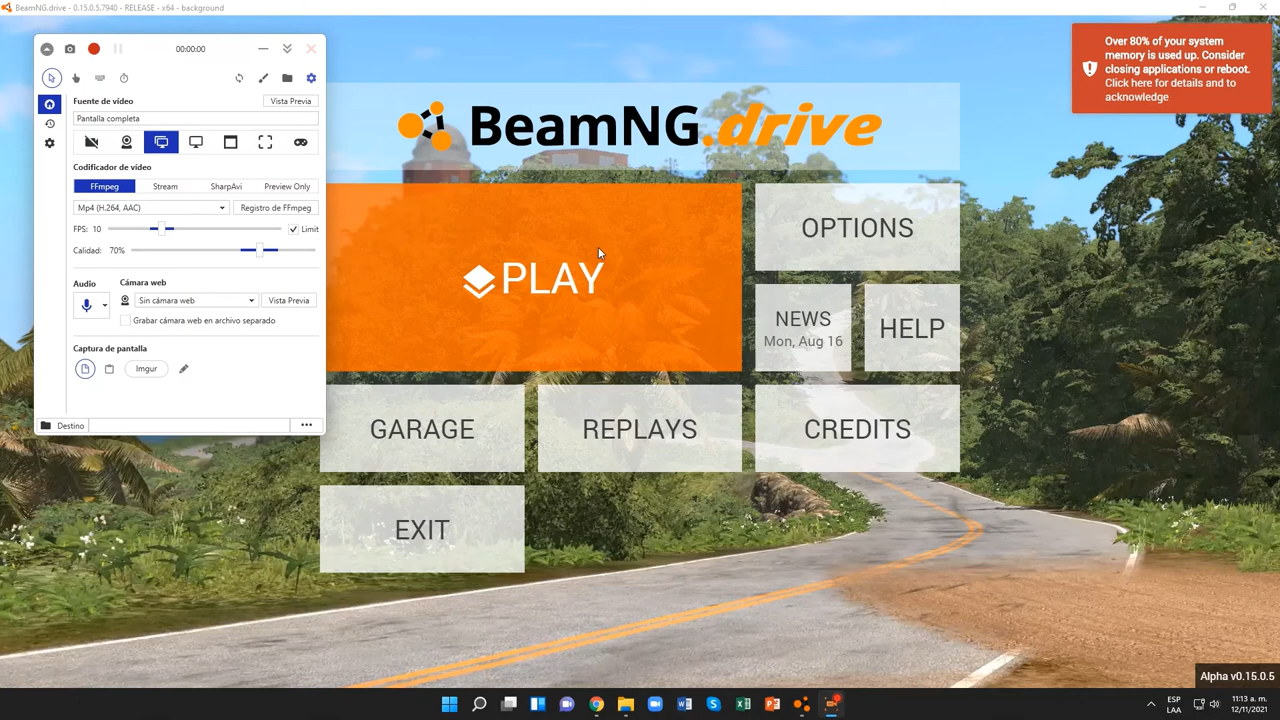 BeamNG.drive - 0.15.0.5.7940 - RELEASE - x64 - background
00:00:00
Fuente de vídeo
Vista Previa
Pantalla completa
Codificador de vídeo
FFmpeg
Stream
SharpAvi
Preview Only
Mp4 (H.264, AAC)
Registro de FFmpeg
FPS: 10
Limit
Calidad: 70%
Audio
Cámara web
Sin cámara web
Vista Previa
Grabar cámara web en archivo separado
Captura de pantalla
Imgur
Destino
BeamNG.drive
PLAY
OPTIONS
NEWS
Mon, Aug 16
HELP
GARAGE
REPLAYS
CREDITS
EXIT
Over 80% of your system
memory is used up. Consider
closing applications or reboot.
Click here for details and to
acknowledge
Alpha v0.15.0.5
ESP
LAA
11:13 a. m.
12/11/2021